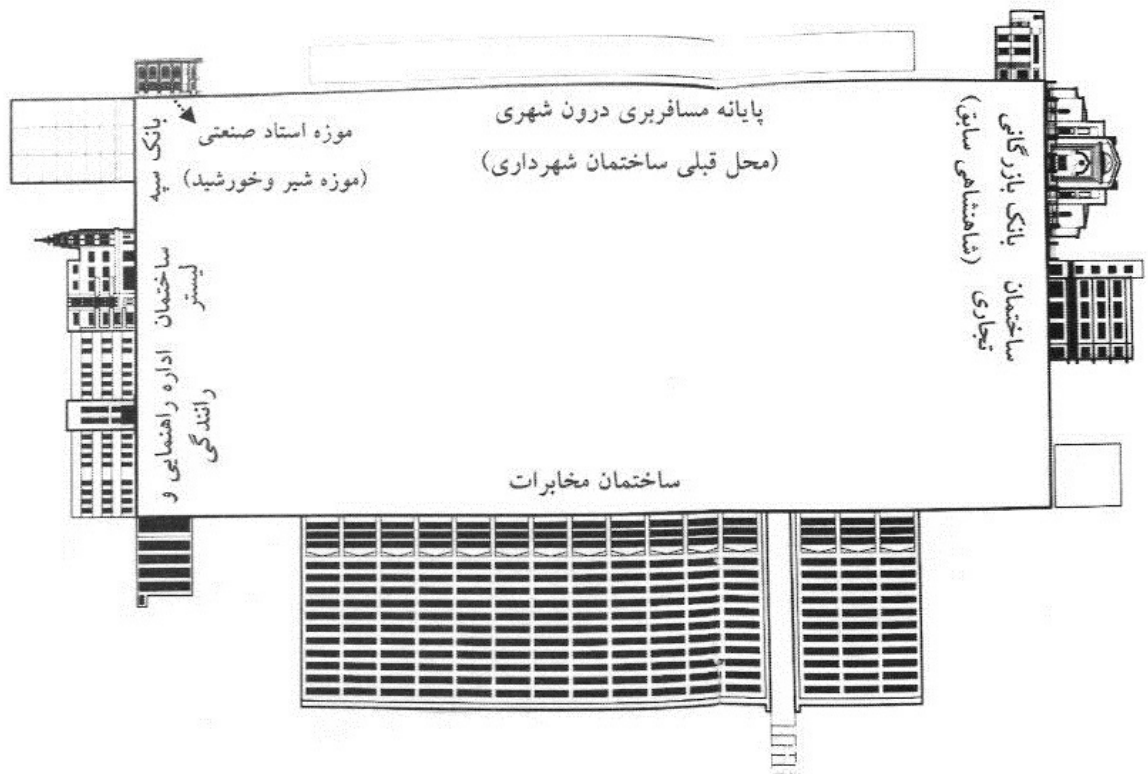 پایانه مسافربری درون شهری
(محل قبلی ساختمان شهرداری)
موزه استاد صنعتی
(موزه شیر وخورشید)
بانک سپه
ساختمان
لیستر
اداره راهنمایی و
رانندگی
بانک بازرگانی
(شاهنشاهی سابق)
ساختمان
تجاری
ساختمان مخابرات